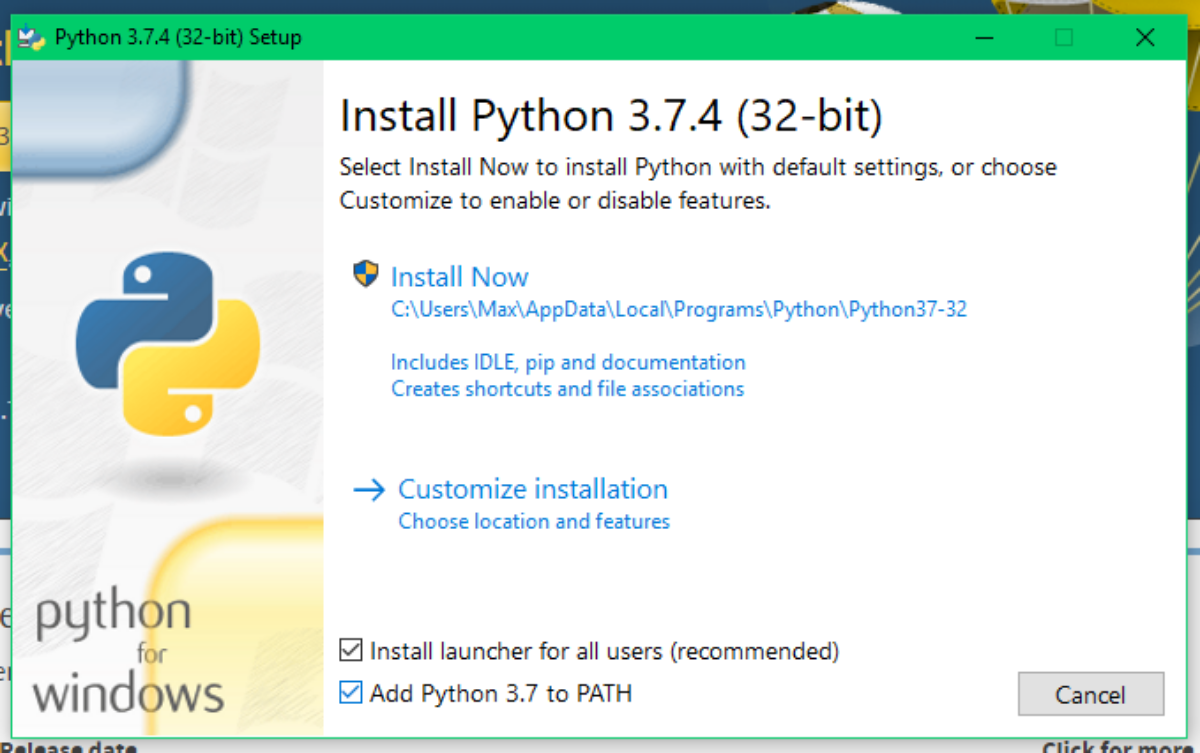 Python 3.7.4 (32-bit) Setup
Install Python 3.7.4 (32-bit)
Select Install Now to install Python with default settings, or choose
Customize to enable or disable features.
Install Now
C:\Users\Max\AppData\Local\Programs\Python\Python37-32
Includes IDLE, pip and documentation
Creates shortcuts and file associations
Customize installation
Choose location and features
python
for
windows
Install launcher for all users (recommended)
Add Python 3.7 to PATH
Cancel
Release date
Click for more